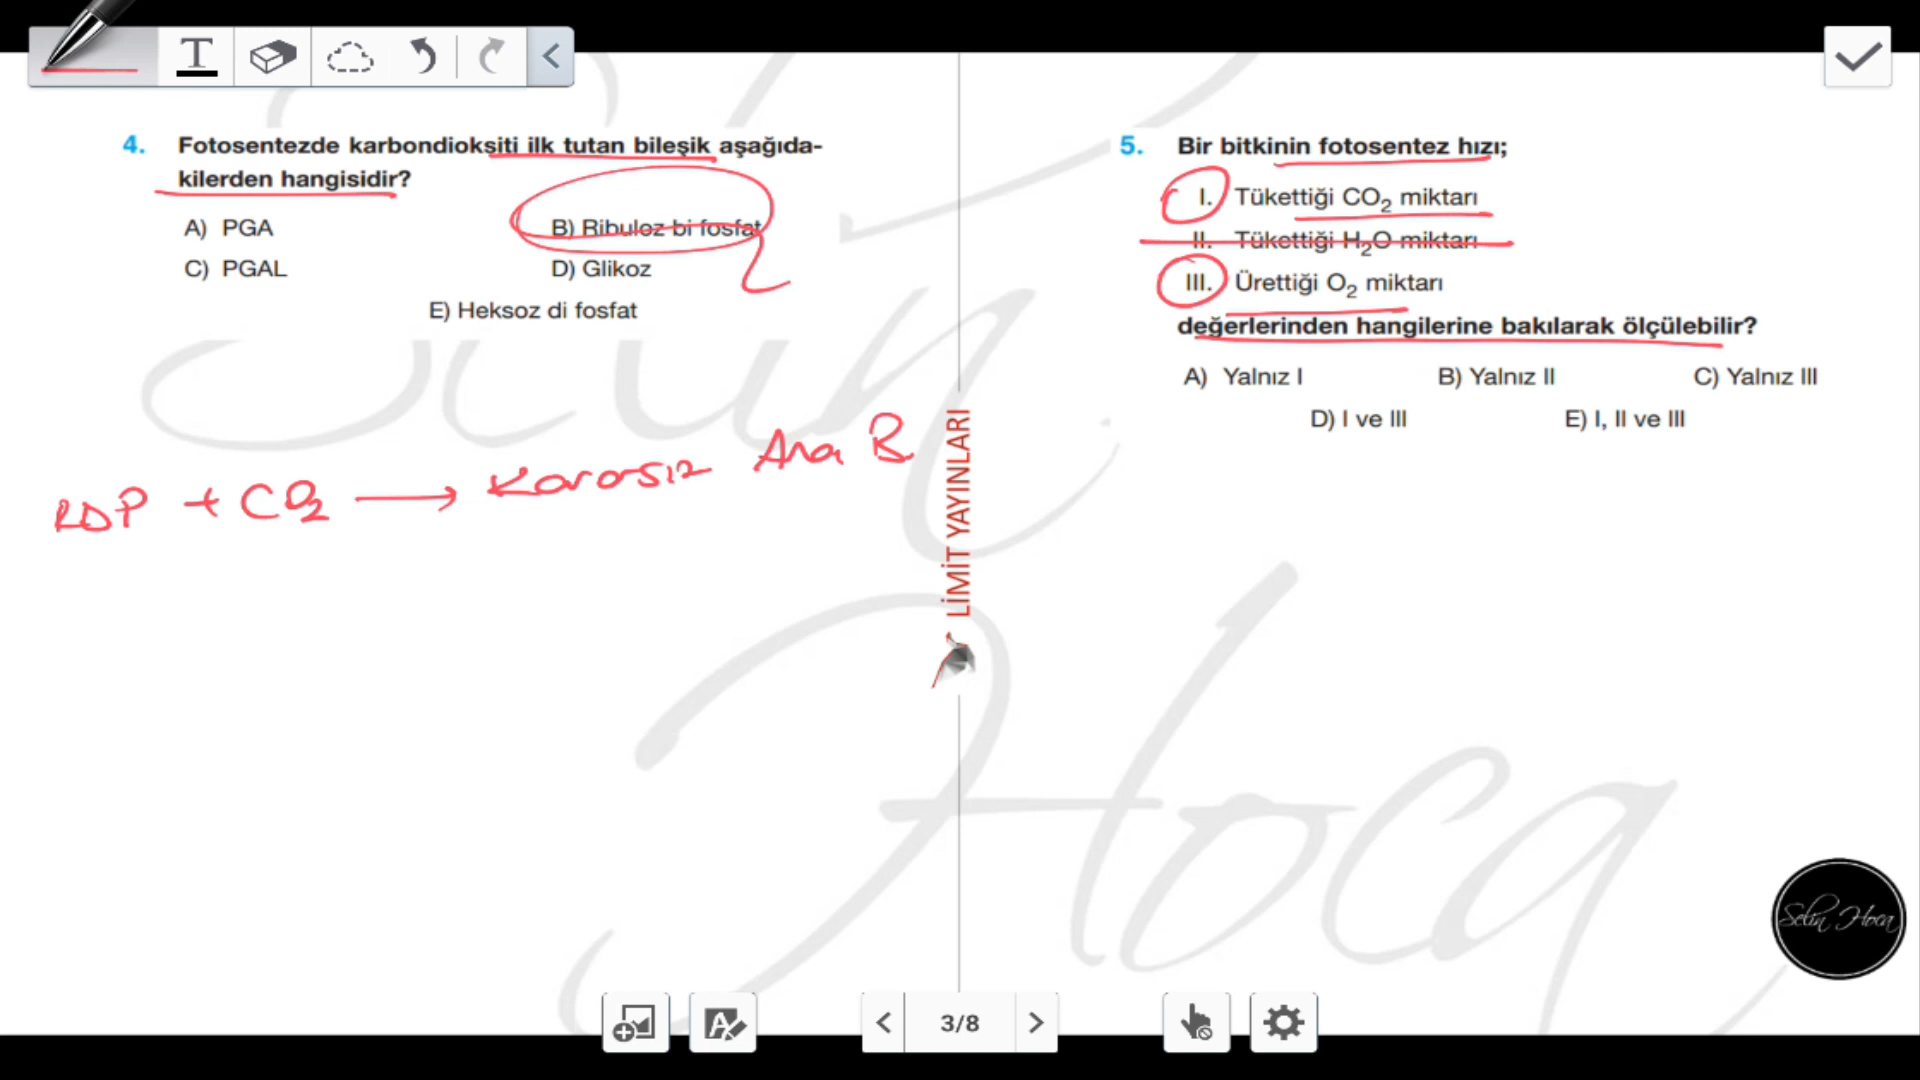 T
4. Fotosentezde karbondioksiti ilk tutan bileşik aşağıda-
kilerden hangisidir?
A) PGA
B) Ribuloz bi fosfat
C) PGAL
D) Glikoz
E) Heksoz di fosfat
RDP + CO2 → Kararsız Ara B
LİMİT YAYINLARI
5. Bir bitkinin fotosentez hızı;
I. Tükettiği CO2 miktarı
II. Tükettiği H2O miktarı
III. Ürettiği O2 miktarı
değerlerinden hangilerine bakılarak ölçülebilir?
A) Yalnız I
B) Yalnız II
C) Yalnız III
D) I ve III
E) I, II ve III
Hoca
Selin Hoca
A
3/8